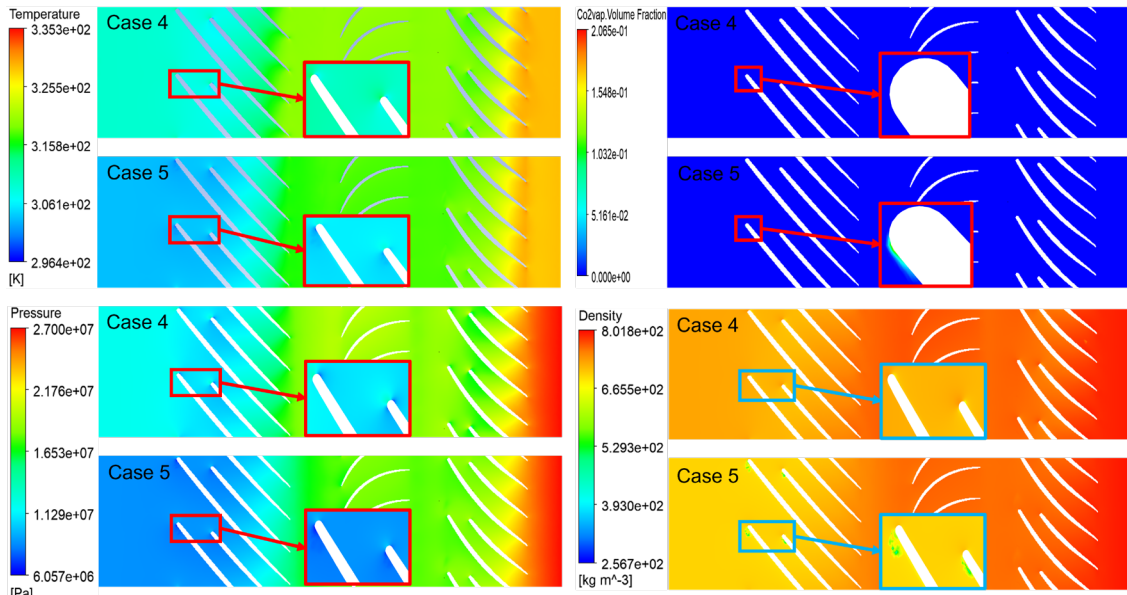 Temperature
3.353e+02
3.255e+02
3.158e+02
3.061e+02
2.964e+02
[K]
Case 4
Case 5
Co2vap.Volume Fraction
2.065e-01
1.548e-01
1.032e-01
5.161e-02
0.000e+00
Case 4
Case 5
Pressure
2.700e+07
2.176e+07
1.653e+07
1.129e+07
6.057e+06
[Pa]
Case 4
Case 5
Density
8.018e+02
6.655e+02
5.293e+02
3.930e+02
2.567e+02
[kg m^-3]
Case 4
Case 5